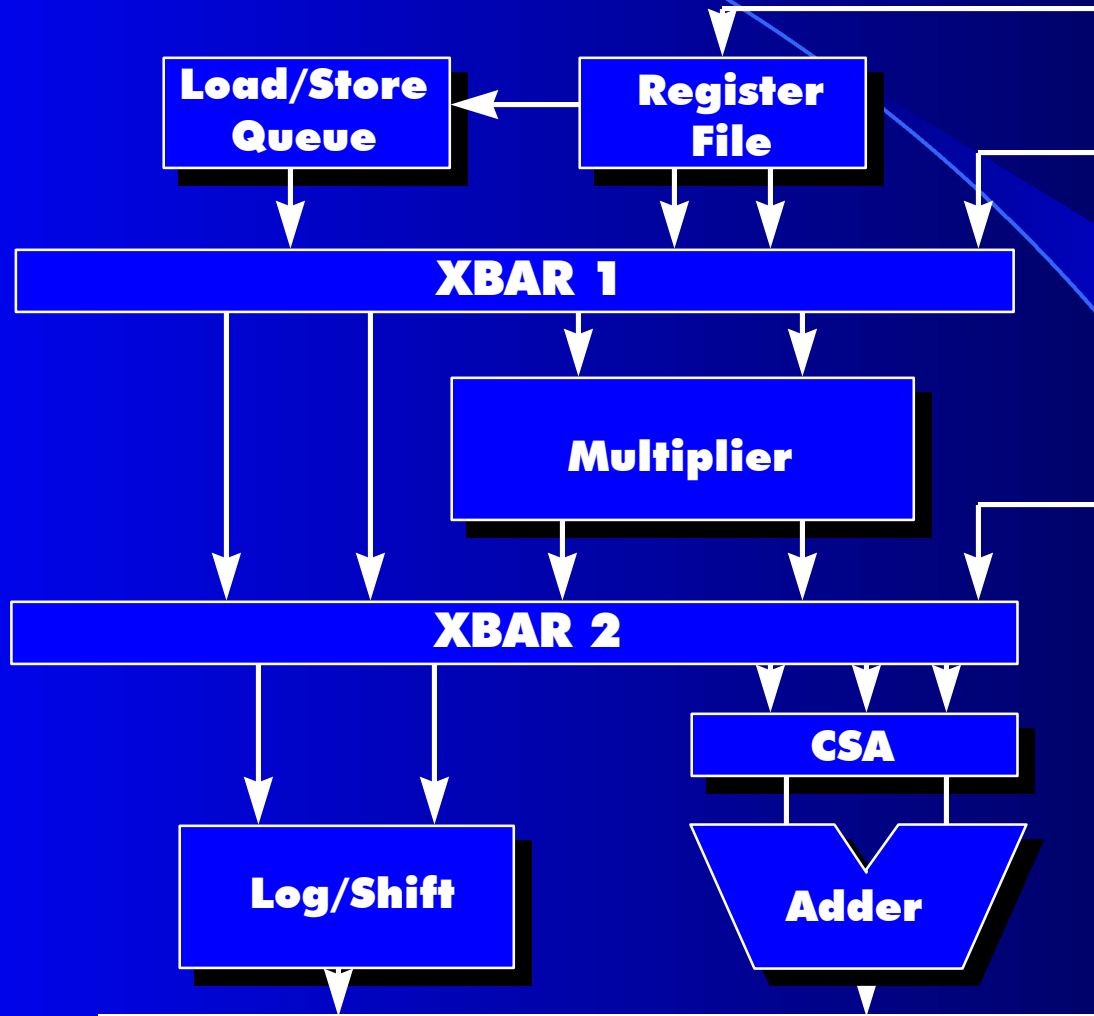 Load/Store
Queue
Register
File
XBAR 1
Multiplier
XBAR 2
CSA
Log/Shift
Adder